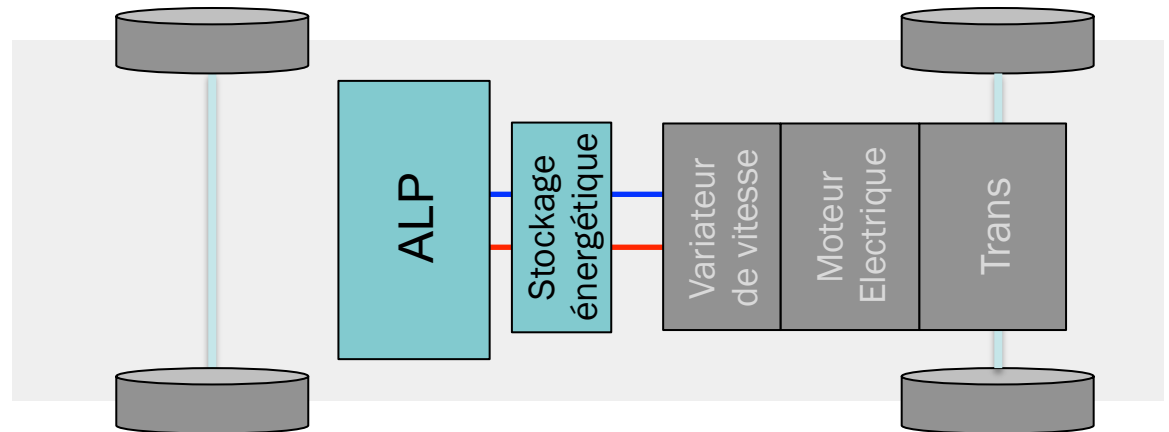 ALP
Stockage
énergétique
Variateur
de vitesse
Moteur
Electrique
Trans